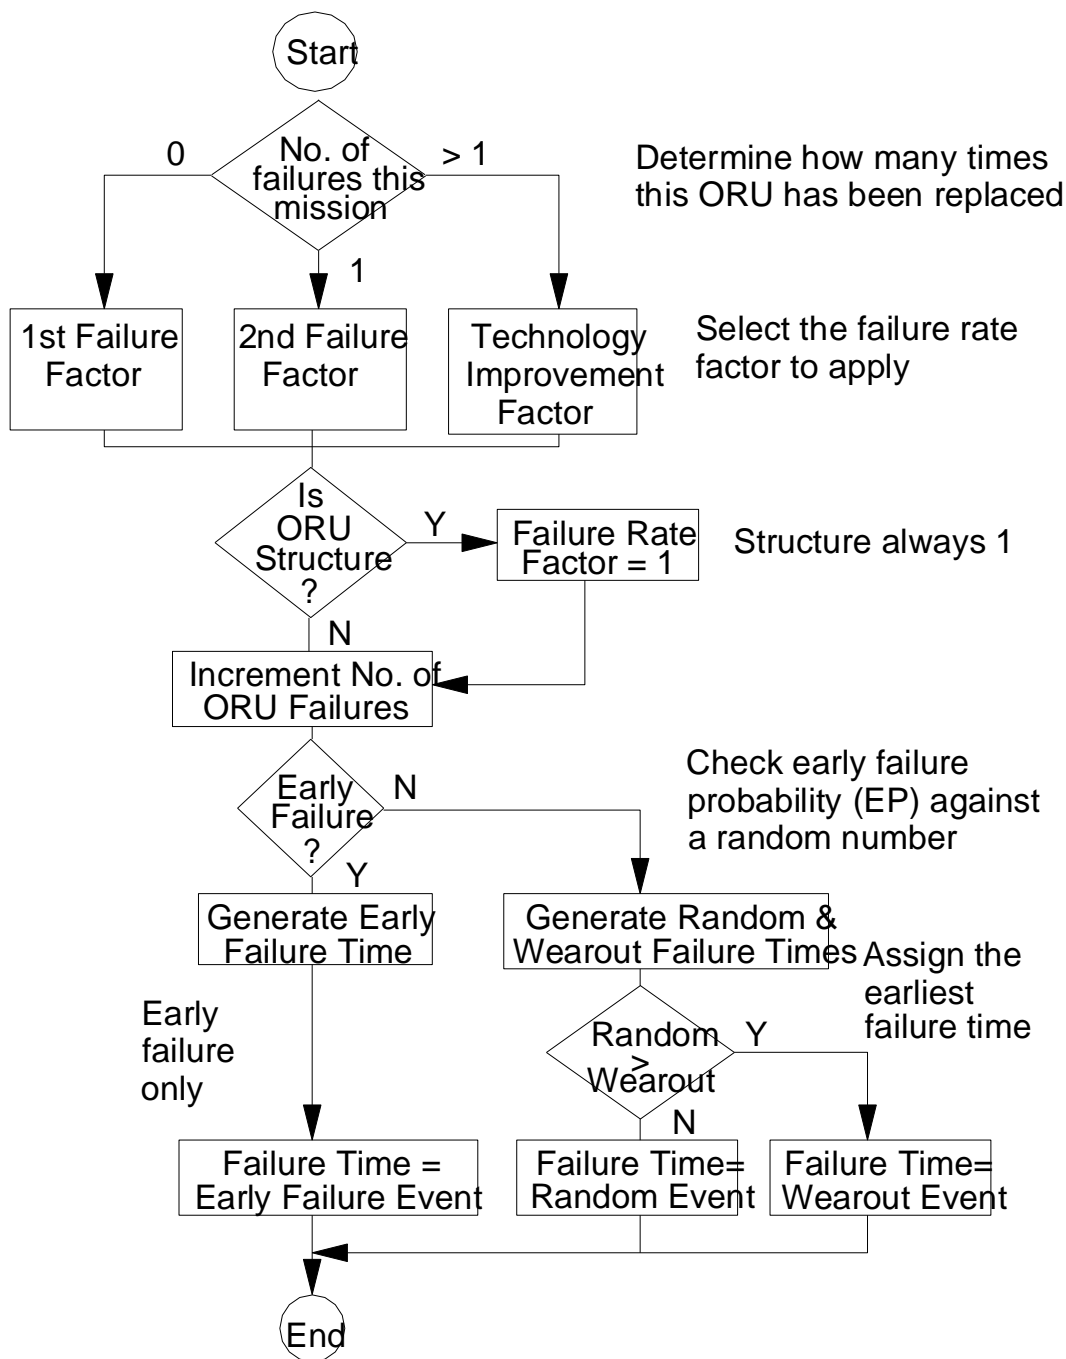 Start
No. of
failures this
mission
0
> 1
1
Determine how many times
this ORU has been replaced
1st Failure
Factor
2nd Failure
Factor
Technology
Improvement
Factor
Select the failure rate
factor to apply
Is
ORU
Structure
?
Y
N
Failure Rate
Factor = 1
Structure always 1
Increment No. of
ORU Failures
Early
Failure
?
N
Y
Check early failure
probability (EP) against
a random number
Generate Early
Failure Time
Generate Random &
Wearout Failure Times
Assign the
earliest
failure time
Early
failure
only
Random
>
Wearout
Y
N
Failure Time =
Early Failure Event
Failure Time=
Random Event
Failure Time=
Wearout Event
End